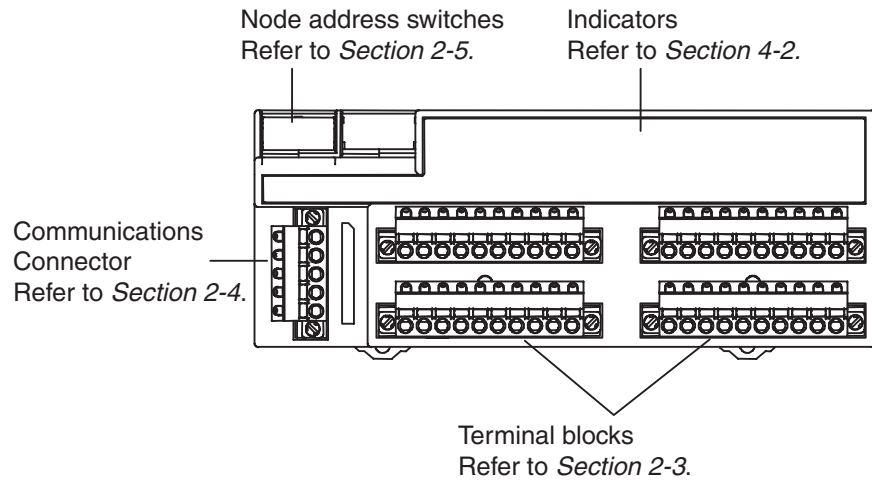 Node address switches
Refer to Section 2-5.
Indicators
Refer to Section 4-2.
Communications
Connector
Refer to Section 2-4.
Terminal blocks
Refer to Section 2-3.